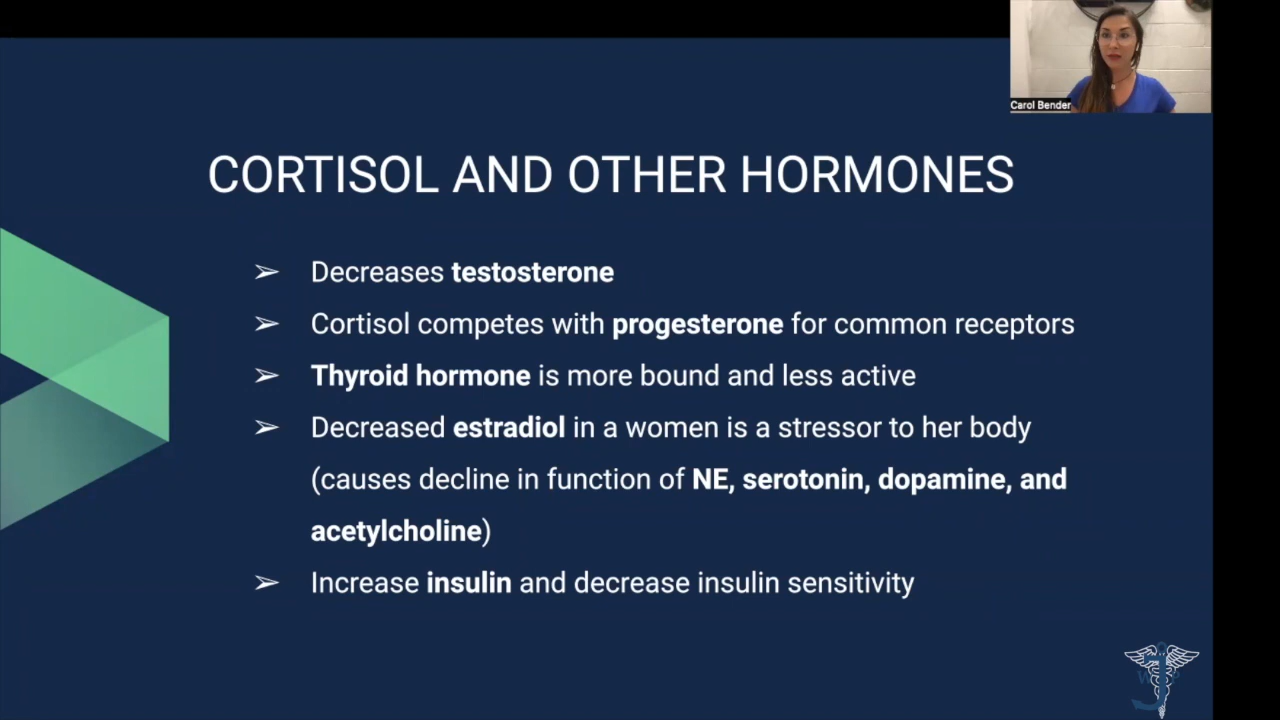 Carol Bender
CORTISOL AND OTHER HORMONES
➢ Decreases testosterone
➢ Cortisol competes with progesterone for common receptors
➢ Thyroid hormone is more bound and less active
➢ Decreased estradiol in a women is a stressor to her body
(causes decline in function of NE, serotonin, dopamine, and
acetylcholine)
➢ Increase insulin and decrease insulin sensitivity